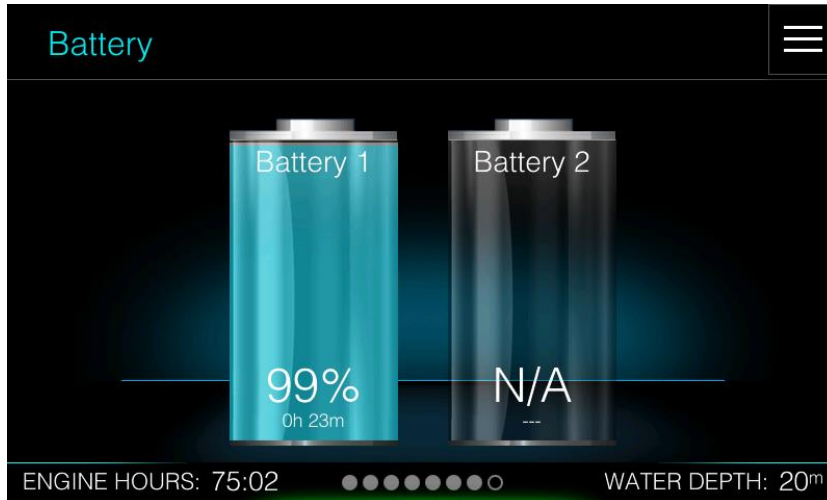 Battery
Battery 1
Battery 2
99%
N/A
0h 23m
---
ENGINE HOURS: 75:02
WATER DEPTH: 20m